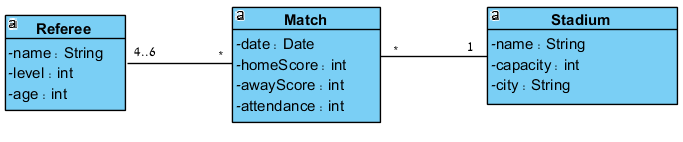 a
Referee
-name : String
-level : int
-age : int
4..6
*
a
Match
-date : Date
-homeScore : int
-awayScore : int
-attendance : int
*
1
a
Stadium
-name : String
-capacity : int
-city : String